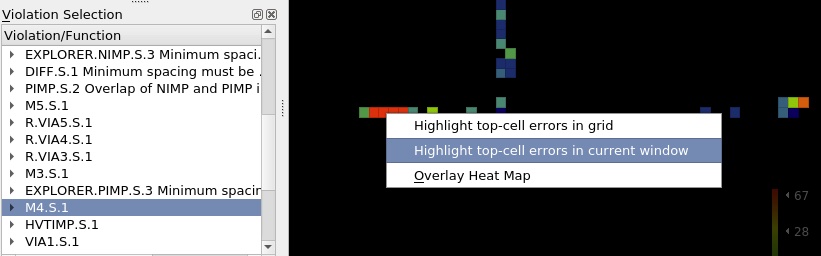 Violation Selection
Violation/Function
EXPLORER.NIMP.S.3 Minimum spaci...
DIFF.S.1 Minimum spacing must be .
PIMP.S.2 Overlap of NIMP and PIMP i
M5.S.1
R.VIA5.S.1
R.VIA4.S.1
R.VIA3.S.1
M3.S.1
EXPLORER.PIMP.S.3 Minimum spacin
M4.S.1
HVTIMP.S.1
VIA1.S.1
Highlight top-cell errors in grid
Highlight top-cell errors in current window
Overlay Heat Map
67
28